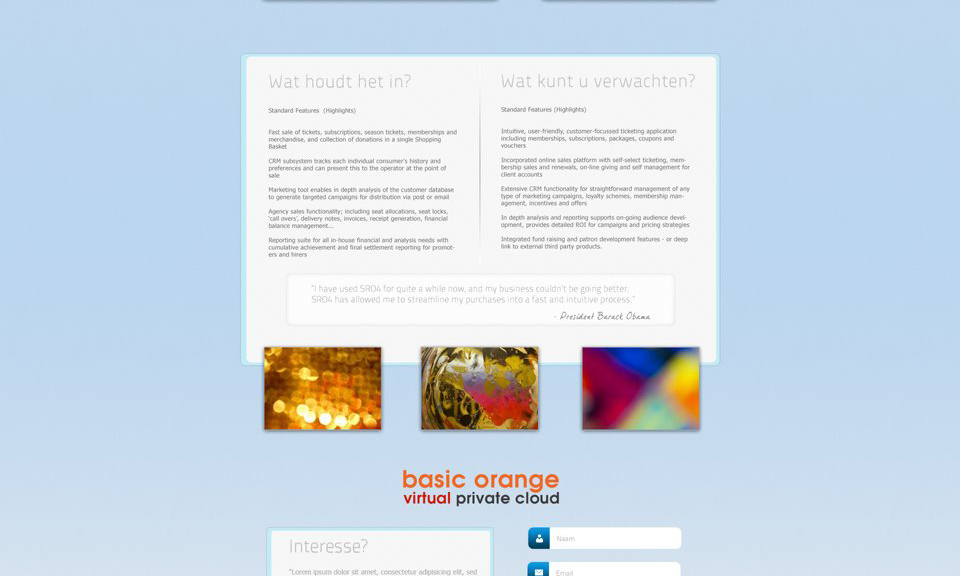 Wat houdt het in?
Standard Features (Highlights)
Fast sale of tickets, subscriptions, season tickets, memberships and
merchandise, and collection of donations in a single Shopping
Basket
CRM subsystem tracks each individual consumer's history and
preferences and can present this to the operator at the point of
sale
Marketing tool enables in depth analysis of the customer database
to generate targeted campaigns for distribution via post or email
Agency sales functionality; including seat allocations, seat locks,
'call overs', delivery notes, invoices, receipt generation, financial
balance management...
Reporting suite for all in-house financial and analysis needs with
cumulative achievement and final settlement reporting for promot-
ers and hirers
Wat kunt u verwachten?
Standard Features (Highlights)
Intuitive, user-friendly, customer-focussed ticketing application
including memberships, subscriptions, packages, coupons and
vouchers
Incorporated online sales platform with self-select ticketing, mem-
bership sales and renewals, on-line giving and self management for
client accounts
Extensive CRM functionality for straightforward management of any
type of marketing campaigns, loyalty schemes, membership man-
agement, incentives and offers
In depth analysis and reporting supports on-going audience devel-
opment, provides detailed ROI for campaigns and pricing strategies
Integrated fund raising and patron development features - or deep
link to external third party products.
"I have used SRO4 for quite a while now, and my business couldn't be going better.
SRO4 has allowed me to streamline my purchases into a fast and intuitive process."
- President Barack Obama
basic orange
virtual private cloud
Interesse?
"Lorem ipsum dolor sit amet, consectetur adipisicing elit, sed
Naam
Email